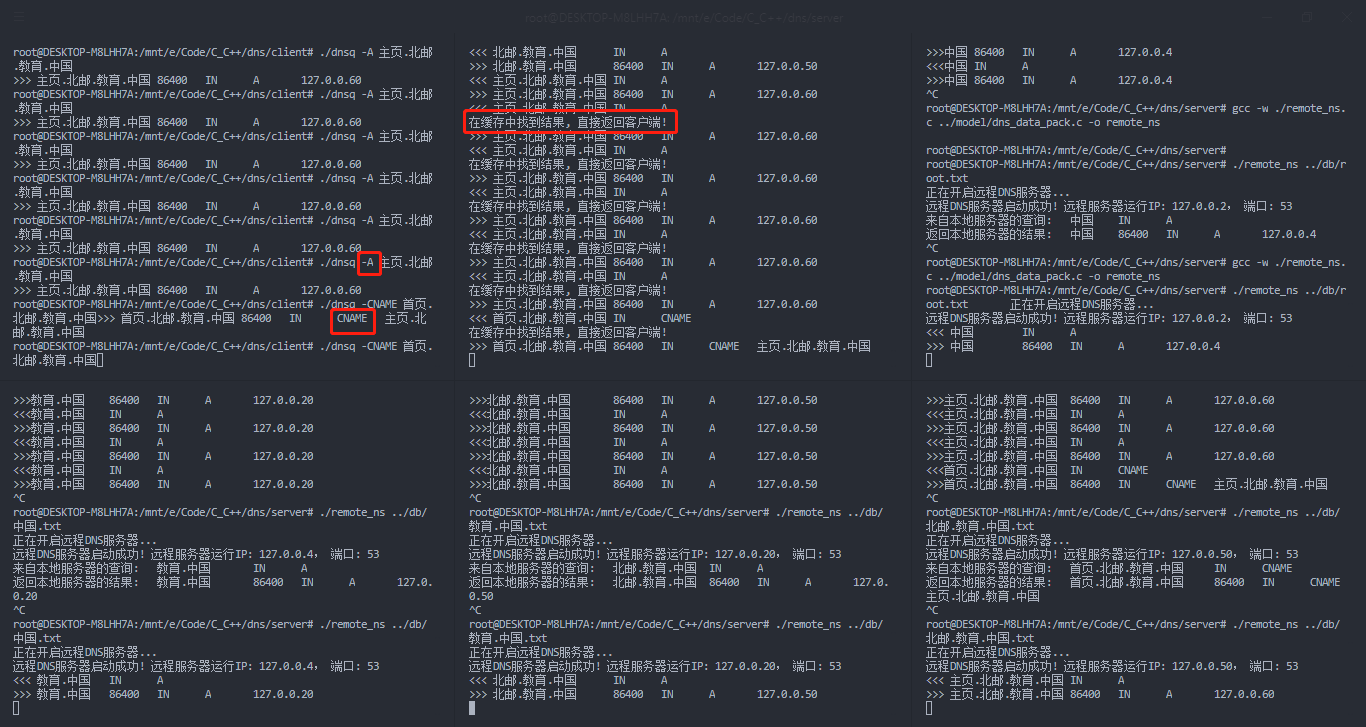 root@DESKTOP-M8LHH7A: /mnt/e/Code/C_C++/dns/server
root@DESKTOP-M8LHH7A:/mnt/e/Code/C_C++/dns/client# ./dnsq -A 主页.北邮
.教育.中国
>>> 主页.北邮.教育.中国 86400 IN A 127.0.0.60
root@DESKTOP-M8LHH7A:/mnt/e/Code/C_C++/dns/client# ./dnsq -A 主页.北邮
.教育.中国
>>> 主页.北邮.教育.中国 86400 IN A 127.0.0.60
root@DESKTOP-M8LHH7A:/mnt/e/Code/C_C++/dns/client# ./dnsq -A 主页.北邮
.教育.中国
>>> 主页.北邮.教育.中国 86400 IN A 127.0.0.60
root@DESKTOP-M8LHH7A:/mnt/e/Code/C_C++/dns/client# ./dnsq -A 主页.北邮
.教育.中国
>>> 主页.北邮.教育.中国 86400 IN A 127.0.0.60
root@DESKTOP-M8LHH7A:/mnt/e/Code/C_C++/dns/client# ./dnsq -A 主页.北邮
.教育.中国
>>> 主页.北邮.教育.中国 86400 IN A 127.0.0.60
root@DESKTOP-M8LHH7A:/mnt/e/Code/C_C++/dns/client# ./dnsq -A 主页.北邮
.教育.中国
>>> 主页.北邮.教育.中国 86400 IN A 127.0.0.60
root@DESKTOP-M8LHH7A:/mnt/e/Code/C_C++/dns/client# ./dnsq -CNAME 首页.
北邮.教育.中国>>> 首页.北邮.教育.中国 86400 IN CNAME 主页.北
邮.教育.中国
root@DESKTOP-M8LHH7A:/mnt/e/Code/C_C++/dns/client# ./dnsq -CNAME 首页.
北邮.教育.中国
<<< 北邮.教育.中国 IN A
>>> 北邮.教育.中国 86400 IN A 127.0.0.50
<<< 主页.北邮.教育.中国 IN A
>>> 主页.北邮.教育.中国 86400 IN A 127.0.0.60
<<< 主页.北邮.教育.中国 IN A
在缓存中找到结果，直接返回客户端！
>>> 主页.北邮.教育.中国 86400 IN A 127.0.0.60
<<< 主页.北邮.教育.中国 IN A
在缓存中找到结果，直接返回客户端！
>>> 主页.北邮.教育.中国 86400 IN A 127.0.0.60
<<< 主页.北邮.教育.中国 IN A
在缓存中找到结果，直接返回客户端！
>>> 主页.北邮.教育.中国 86400 IN A 127.0.0.60
<<< 主页.北邮.教育.中国 IN A
在缓存中找到结果，直接返回客户端！
>>> 主页.北邮.教育.中国 86400 IN A 127.0.0.60
<<< 主页.北邮.教育.中国 IN A
在缓存中找到结果，直接返回客户端！
>>> 主页.北邮.教育.中国 86400 IN A 127.0.0.60
<<< 首页.北邮.教育.中国 IN CNAME
在缓存中找到结果，直接返回客户端！
>>> 首页.北邮.教育.中国 86400 IN CNAME 主页.北邮.教育.中国
>>>中国 86400 IN A 127.0.0.4
<<<中国 IN A
>>>中国 86400 IN A 127.0.0.4
^C
root@DESKTOP-M8LHH7A:/mnt/e/Code/C_C++/dns/server# gcc -w ./remote_ns.
c ../model/dns_data_pack.c -o remote_ns
root@DESKTOP-M8LHH7A:/mnt/e/Code/C_C++/dns/server#
root@DESKTOP-M8LHH7A:/mnt/e/Code/C_C++/dns/server# ./remote_ns ../db/r
oot.txt
正在开启远程DNS服务器...
远程DNS服务器启动成功！远程服务器运行IP: 127.0.0.2， 端口: 53
来自本地服务器的查询: 中国 IN A
返回本地服务器的结果: 中国 86400 IN A 127.0.0.4
^C
root@DESKTOP-M8LHH7A:/mnt/e/Code/C_C++/dns/server# gcc -w ./remote_ns.
c ../model/dns_data_pack.c -o remote_ns
root@DESKTOP-M8LHH7A:/mnt/e/Code/C_C++/dns/server# ./remote_ns ../db/r
oot.txt 正在开启远程DNS服务器...
远程DNS服务器启动成功！远程服务器运行IP: 127.0.0.2， 端口: 53
<<< 中国 IN A
>>> 中国 86400 IN A 127.0.0.4
>>>教育.中国 86400 IN A 127.0.0.20
<<<教育.中国 IN A
>>>教育.中国 86400 IN A 127.0.0.20
<<<教育.中国 IN A
>>>教育.中国 86400 IN A 127.0.0.20
<<<教育.中国 IN A
>>>教育.中国 86400 IN A 127.0.0.20
^C
root@DESKTOP-M8LHH7A:/mnt/e/Code/C_C++/dns/server# ./remote_ns ../db/
中国.txt
正在开启远程DNS服务器...
远程DNS服务器启动成功！远程服务器运行IP: 127.0.0.4， 端口: 53
来自本地服务器的查询: 教育.中国 IN A
返回本地服务器的结果: 教育.中国 86400 IN A 127.0.
0.20
^C
root@DESKTOP-M8LHH7A:/mnt/e/Code/C_C++/dns/server# ./remote_ns ../db/
中国.txt
正在开启远程DNS服务器...
远程DNS服务器启动成功！远程服务器运行IP: 127.0.0.4， 端口: 53
<<< 教育.中国 IN A
>>> 教育.中国 86400 IN A 127.0.0.20
>>>北邮.教育.中国 86400 IN A 127.0.0.50
<<<北邮.教育.中国 IN A
>>>北邮.教育.中国 86400 IN A 127.0.0.50
<<<北邮.教育.中国 IN A
>>>北邮.教育.中国 86400 IN A 127.0.0.50
<<<北邮.教育.中国 IN A
>>>北邮.教育.中国 86400 IN A 127.0.0.50
^C
root@DESKTOP-M8LHH7A:/mnt/e/Code/C_C++/dns/server# ./remote_ns ../db/
教育.中国.txt
正在开启远程DNS服务器...
远程DNS服务器启动成功！远程服务器运行IP: 127.0.0.20， 端口: 53
来自本地服务器的查询: 北邮.教育.中国 IN A
返回本地服务器的结果: 北邮.教育.中国 86400 IN A 127.0.
0.50
^C
root@DESKTOP-M8LHH7A:/mnt/e/Code/C_C++/dns/server# ./remote_ns ../db/
教育.中国.txt
正在开启远程DNS服务器...
远程DNS服务器启动成功！远程服务器运行IP: 127.0.0.20， 端口: 53
<<< 北邮.教育.中国 IN A
>>> 北邮.教育.中国 86400 IN A 127.0.0.50
>>>主页.北邮.教育.中国 86400 IN A 127.0.0.60
<<<主页.北邮.教育.中国 IN A
>>>主页.北邮.教育.中国 86400 IN A 127.0.0.60
<<<主页.北邮.教育.中国 IN A
>>>主页.北邮.教育.中国 86400 IN A 127.0.0.60
<<<首页.北邮.教育.中国 IN CNAME
>>>首页.北邮.教育.中国 86400 IN CNAME 主页.北邮.教育.中国
^C
root@DESKTOP-M8LHH7A:/mnt/e/Code/C_C++/dns/server# ./remote_ns ../db/
北邮.教育.中国.txt
正在开启远程DNS服务器...
远程DNS服务器启动成功！远程服务器运行IP: 127.0.0.50， 端口: 53
来自本地服务器的查询: 首页.北邮.教育.中国 IN CNAME
返回本地服务器的结果: 首页.北邮.教育.中国 86400 IN CNAME
主页.北邮.教育.中国
^C
root@DESKTOP-M8LHH7A:/mnt/e/Code/C_C++/dns/server# ./remote_ns ../db/
北邮.教育.中国.txt
正在开启远程DNS服务器...
远程DNS服务器启动成功！远程服务器运行IP: 127.0.0.50， 端口: 53
<<< 主页.北邮.教育.中国 IN A
>>> 主页.北邮.教育.中国 86400 IN A 127.0.0.60